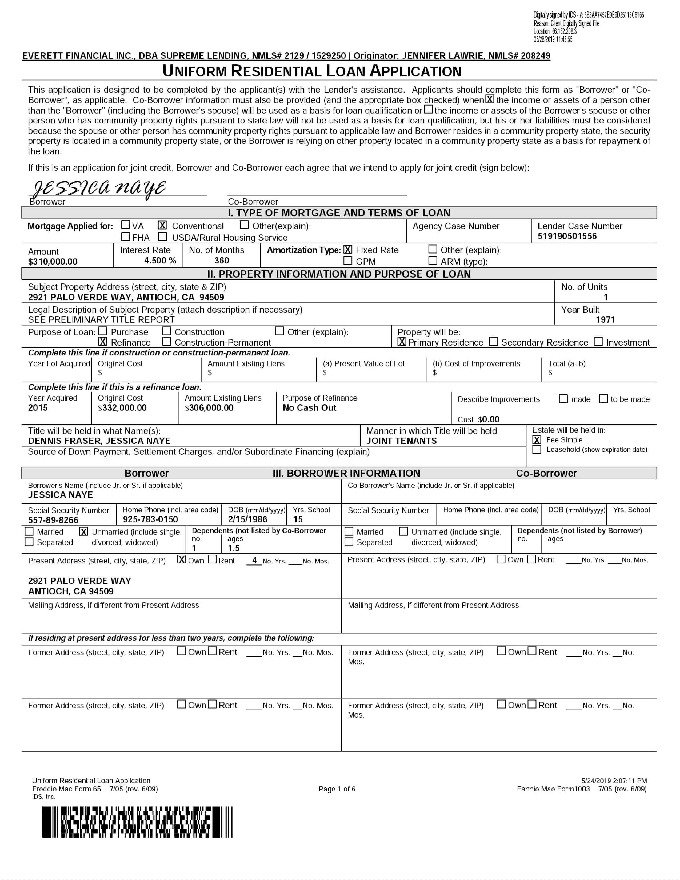 EVERETT FINANCIAL INC., DBA SUPREME LENDING, NMLS# 2129 / 1529250 | Originator: JENNIFER LAWRIE, NMLS# 208249
UNIFORM RESIDENTIAL LOAN APPLICATION
This application is designed to be completed by the applicant(s) with the Lender's assistance. Applicants should complete this form as "Borrower" or "Co-
Borrower", as applicable. Co-Borrower information must also be provided (and the appropriate box checked) when X the income or assets of a person other
than the "Borrower" (including the Borrower's spouse) will be used as a basis for loan qualification or the income or assets of the Borrower's spouse or other
person who has community property rights pursuant to state law will not be used as a basis for loan qualification, but his or her liabilities must be considered
because the spouse or other person has community property rights pursuant to applicable law and Borrower resides in a community property state, the security
property is located in a community property state, or the Borrower is relying on other property located in a community property state as a basis for repayment of
the loan.
If this is an application for joint credit, Borrower and Co-Borrower each agree that we intend to apply for joint credit (sign below):
JESSICA NAYE
Borrower Co-Borrower
I. TYPE OF MORTGAGE AND TERMS OF LOAN
Mortgage Applied for: VA X Conventional Other(explain): Agency Case Number Lender Case Number
FHA USDA/Rural Housing Service 519190501556
Amount Interest Rate No. of Months Amortization Type: X Fixed Rate Other (explain):
$310,000.00 4.500 % 360 GPM ARM (type):
II. PROPERTY INFORMATION AND PURPOSE OF LOAN
Subject Property Address (street, city, state & ZIP) No. of Units
2921 PALO VERDE WAY, ANTIOCH, CA 94509 1
Legal Description of Subject Property (attach description if necessary) Year Built
SEE PRELIMINARY TITLE REPORT 1971
Purpose of Loan: Purchase Construction Other (explain): Property will be:
X Refinance Construction-Permanent X Primary Residence Secondary Residence Investment
Complete this line if construction or construction-permanent loan.
Year Lot Acquired Original Cost Amount Existing Liens (a) Present Value of Lot (b) Cost of Improvements Total (a+b)
$ $ $ $ $
Complete this line if this is a refinance loan.
Year Acquired Original Cost Amount Existing Liens Purpose of Refinance Describe Improvements made to be made
2015 $332,000.00 $306,000.00 No Cash Out
Cost $0.00
Title will be held in what Name(s): Manner in which Title will be held Estate will be held in:
DENNIS FRASER, JESSICA NAYE JOINT TENANTS X Fee Simple
Source of Down Payment, Settlement Charges, and/or Subordinate Financing (explain) Leasehold (show expiration date)
Borrower III. BORROWER INFORMATION Co-Borrower
Borrower's Name (include Jr. or Sr. if applicable) Co-Borrower's Name (include Jr. or Sr. if applicable)
JESSICA NAYE
Social Security Number Home Phone (incl. area code) DOB (mm/dd/yyyy) Yrs. School Social Security Number Home Phone (incl. area code) DOB (mm/dd/yyyy) Yrs. School
557-89-8266 925-783-0150 2/15/1986 15
Married X Unmarried (include single, Dependents (not listed by Co-Borrower) Married Unmarried (include single, Dependents (not listed by Borrower)
Separated divorced, widowed) no. ages Separated divorced, widowed) no. ages
1 1.5
Present Address (street, city, state, ZIP) X Own Rent 4 No. Yrs. No. Mos. Present Address (street, city, state, ZIP) Own Rent No. Yrs. No. Mos.
2921 PALO VERDE WAY
ANTIOCH, CA 94509
Mailing Address, if different from Present Address Mailing Address, if different from Present Address
If residing at present address for less than two years, complete the following:
Former Address (street, city, state, ZIP) Own Rent No. Yrs. No. Mos. Former Address (street, city, state, ZIP) Own Rent No. Yrs. No.
Mos.
Former Address (street, city, state, ZIP) Own Rent No. Yrs. No. Mos. Former Address (street, city, state, ZIP) Own Rent No. Yrs. No.
Mos.
Uniform Residential Loan Application 5/24/2019 2:07:11 PM
Freddie Mac Form 65 7/05 (rev. 6/09) Page 1 of 6 Fannie Mae Form1003 7/05 (rev. 6/09)
IDS, Inc.